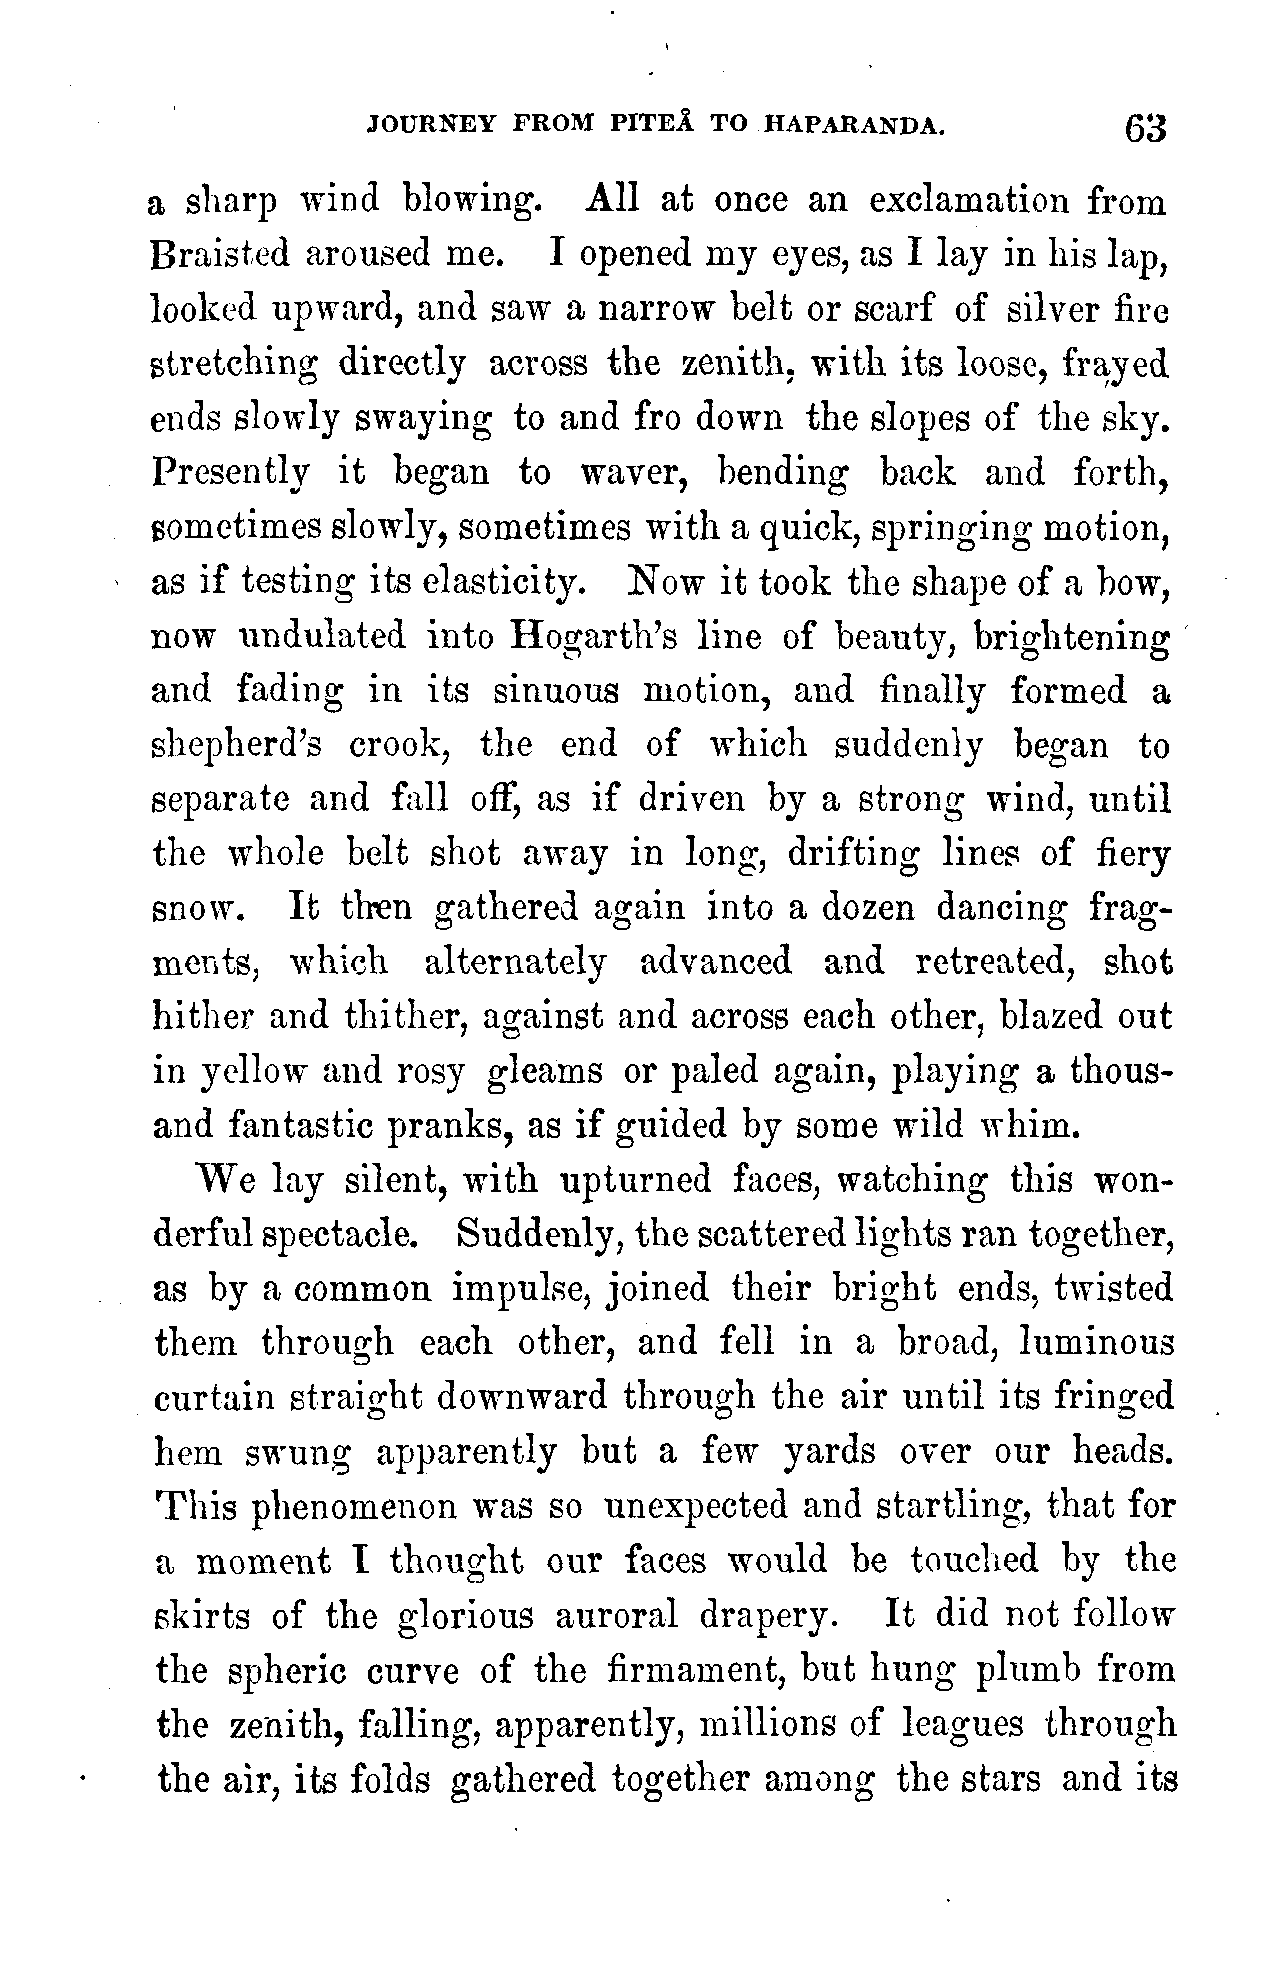 JOURNEY FROM PITEÅ TO HAPARANDA. 63
a sharp wind blowing. All at once an exclamation from
Braisted aroused me. I opened my eyes, as I lay in his lap,
looked upward, and saw a narrow belt or scarf of silver fire
stretching directly across the zenith, with its loose, frayed
ends slowly swaying to and fro down the slopes of the sky.
Presently it began to waver, bending back and forth,
sometimes slowly, sometimes with a quick, springing motion,
as if testing its elasticity. Now it took the shape of a bow,
now undulated into Hogarth's line of beauty, brightening
and fading in its sinuous motion, and finally formed a
shepherd's crook, the end of which suddenly began to
separate and fall off, as if driven by a strong wind, until
the whole belt shot away in long, drifting lines of fiery
snow. It then gathered again into a dozen dancing frag-
ments, which alternately advanced and retreated, shot
hither and thither, against and across each other, blazed out
in yellow and rosy gleams or paled again, playing a thous-
and fantastic pranks, as if guided by some wild whim.
We lay silent, with upturned faces, watching this won-
derful spectacle. Suddenly, the scattered lights ran together,
as by a common impulse, joined their bright ends, twisted
them through each other, and fell in a broad, luminous
curtain straight downward through the air until its fringed
hem swung apparently but a few yards over our heads.
This phenomenon was so unexpected and startling, that for
a moment I thought our faces would be touched by the
skirts of the glorious auroral drapery. It did not follow
the spheric curve of the firmament, but hung plumb from
the zenith, falling, apparently, millions of leagues through
the air, its folds gathered together among the stars and its